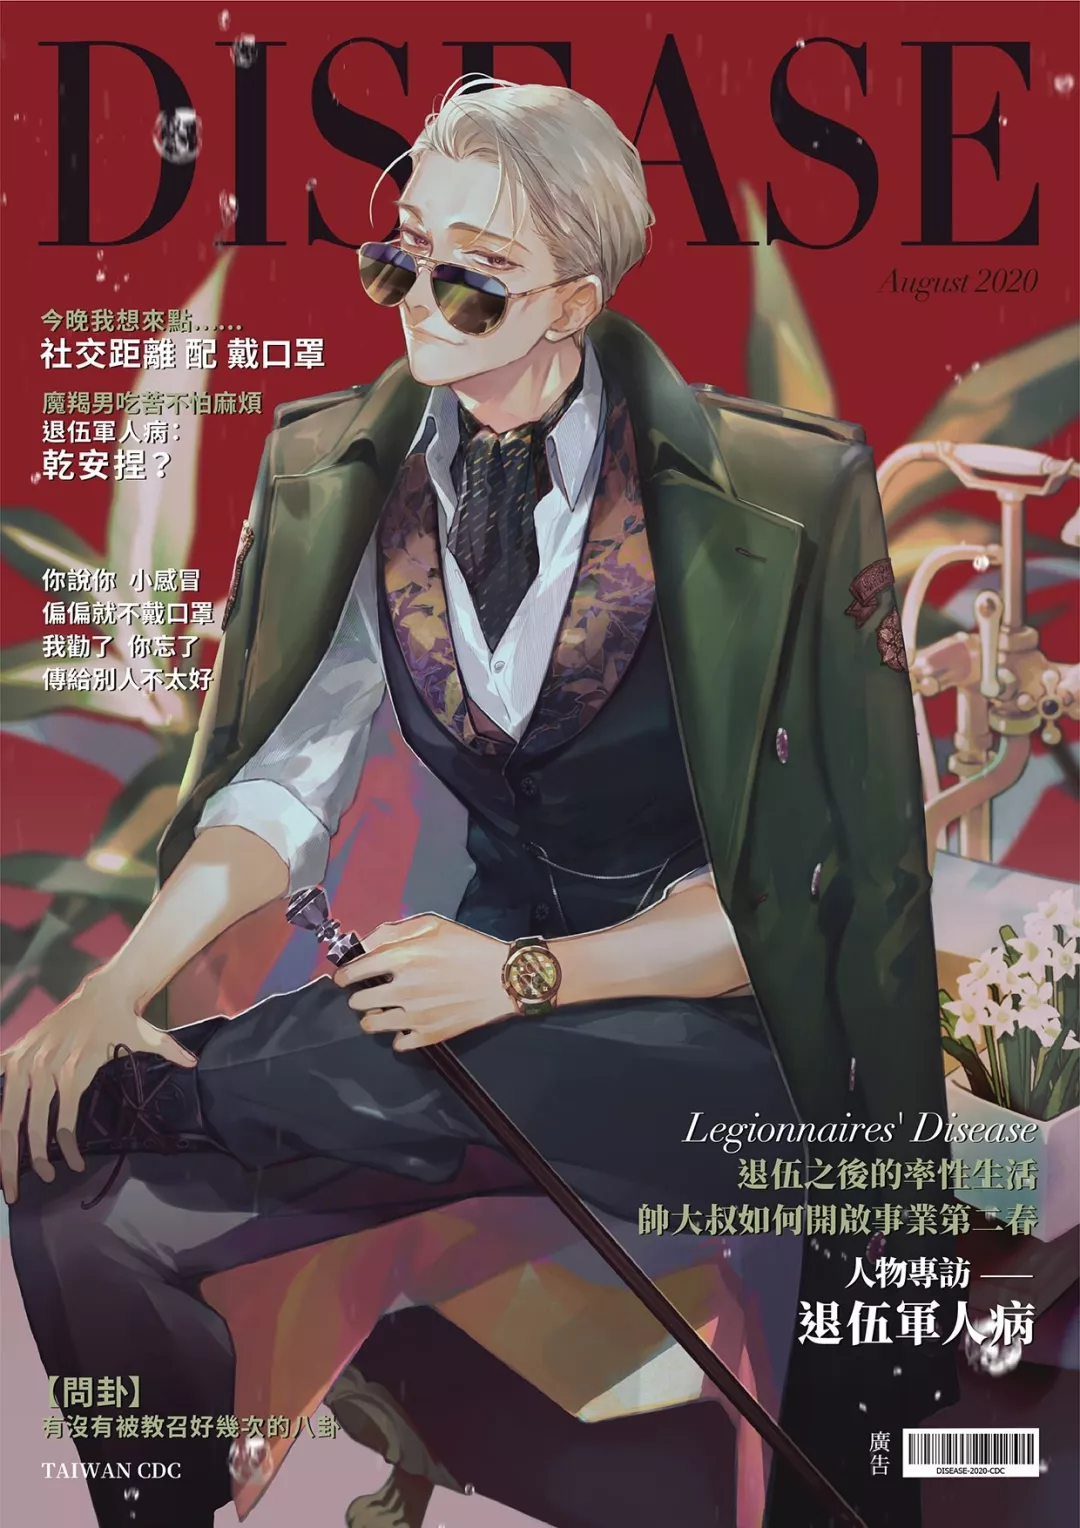 DISEASE
August 2020
今晚我想來點……
社交距離 配 戴口罩
魔羯男吃苦不怕麻煩
退伍軍人病：
乾安捏？
你說你 小感冒
偏偏就不戴口罩
我勸了 你忘了
傳給別人不太好
Legionnaires' Disease
退伍之後的率性生活
帥大叔如何開啟事業第二春
人物專訪 ——
退伍軍人病
【問卦】
有沒有被教召好幾次的八卦
TAIWAN CDC
廣告
DISEASE-2020-CDC